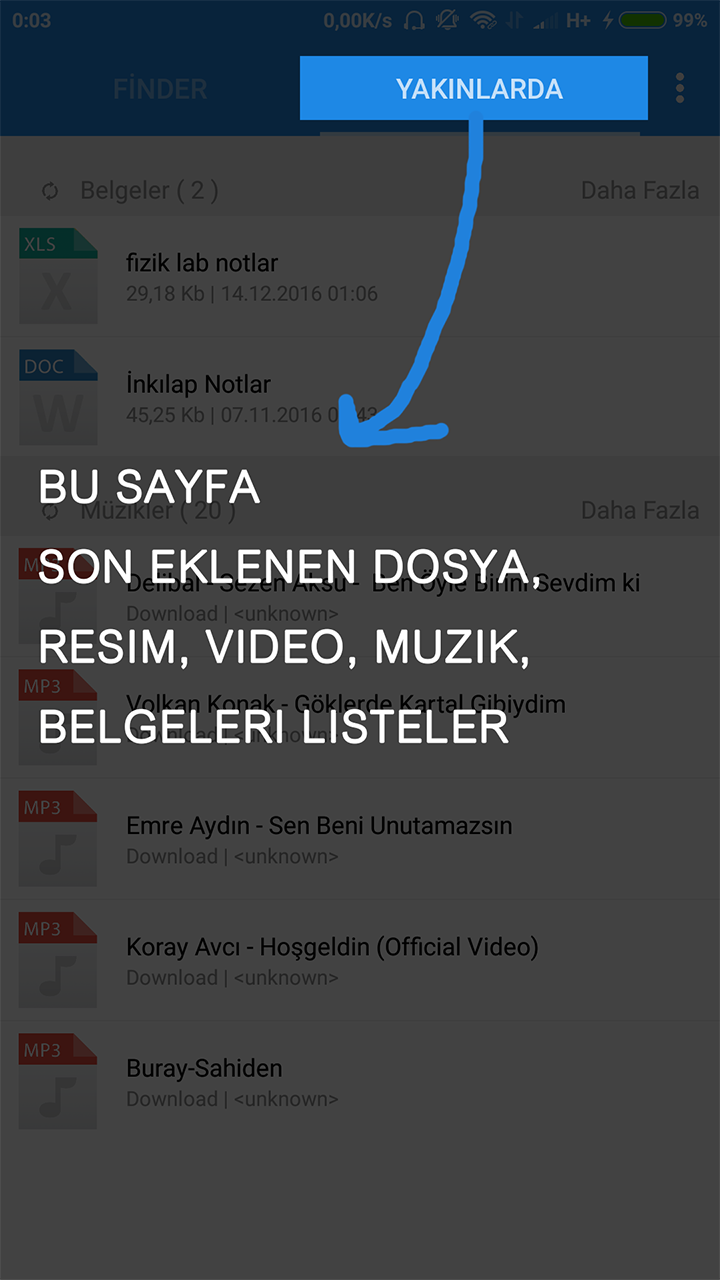 0:03 0,00K/s H+ 99%
FİNDER YAKINLARDA
Belgeler ( 2 ) Daha Fazla
XLS
fizik lab notlar
29,18 Kb | 14.12.2016 01:06
X
DOC
İnkılap Notlar
45,25 Kb | 07.11.2016
W
BU SAYFA
Müzikler ( 20 ) Daha Fazla
SON EKLENEN DOSYA,
Delibal - Sezen Aksu - Ben Öyle Birini Sevdim ki
Download | <unknown>
RESIM, VIDEO, MUZIK,
MP3
Volkan Konak - Göklerde Kartal Gibiydim
BELGELERI LISTELER
Download | <unknown>
MP3
Emre Aydın - Sen Beni Unutamazsın
Download | <unknown>
MP3
Koray Avcı - Hoşgeldin (Official Video)
Download | <unknown>
MP3
Buray-Sahiden
Download | <unknown>